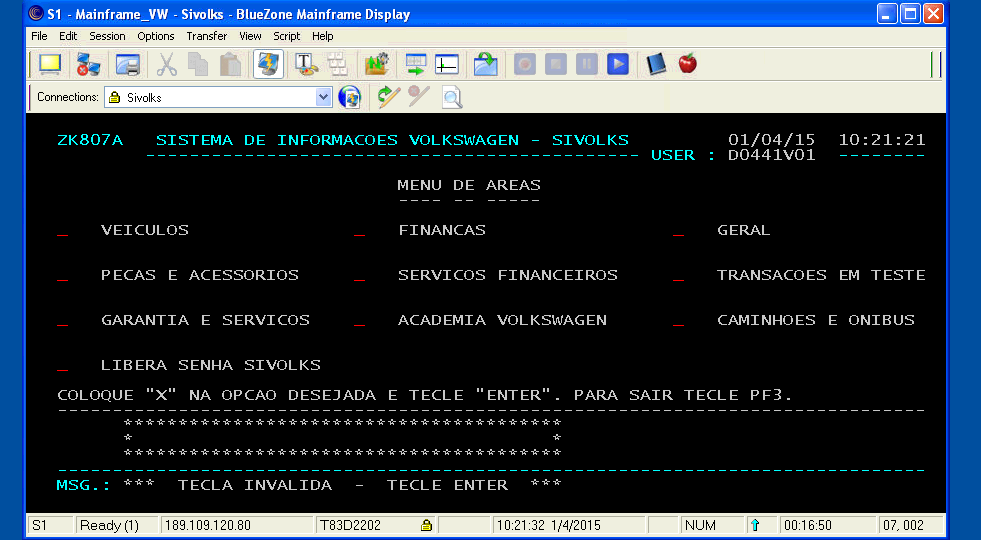 S1 - Mainframe_VW - Sivolks - BlueZone Mainframe Display
File Edit Session Options Transfer View Script Help
Connections: Sivolks
ZK807A SISTEMA DE INFORMACOES VOLKSWAGEN - SIVOLKS 01/04/15 10:21:21
--------------------------------------------- USER : D0441V01 --------
MENU DE AREAS
---- -- -----
_ VEICULOS _ FINANCAS _ GERAL
_ PECAS E ACESSORIOS _ SERVICOS FINANCEIROS _ TRANSACOES EM TESTE
_ GARANTIA E SERVICOS _ ACADEMIA VOLKSWAGEN _ CAMINHOES E ONIBUS
_ LIBERA SENHA SIVOLKS
COLOQUE "X" NA OPCAO DESEJADA E TECLE "ENTER". PARA SAIR TECLE PF3.
-------------------------------------------------------------------------------
****************************************
* *
****************************************
-------------------------------------------------------------------------------
MSG.: *** TECLA INVALIDA - TECLE ENTER ***
S1 Ready (1) 189.109.120.80 T83D2202 10:21:32 1/4/2015 NUM 00:16:50 07, 002